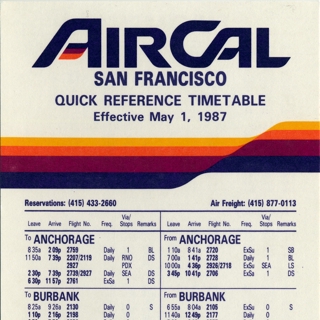 AIRCAL
SAN FRANCISCO
QUICK REFERENCE TIMETABLE
Effective May 1, 1987
Reservations: (415) 433-2660 Air Freight: (415) 877-0113
Leave Arrive Flight No. Freq. Via/Stops Remarks Leave Arrive Flight No. Freq. Via/Stops Remarks
To ANCHORAGE From ANCHORAGE
8 35a 2 09p 2759 Daily 1 BL 1 10a 8 41a 2720 ExSu 1 SB
11 50a 7 39p 2207/2119 Daily RNO DS 7 00a 1 41p 2728 Daily 1 BL
2927 PDX 10 00a 4 36p 2926/2718 ExSu SEA LS
2 30p 7 39p 2739/2927 Daily SEA DS 3 45p 10 41p 2706 ExSa 1 DS
6 30p 11 57p 2761 ExSa 1 DS
To BURBANK From BURBANK
8 25a 9 26a 2130 Daily 0 S 6 55a 8 04a 2105 ExSu 0 S
1 10p 2 16p 2198 Daily 0 11 40a 12 49p 2177 Daily 0